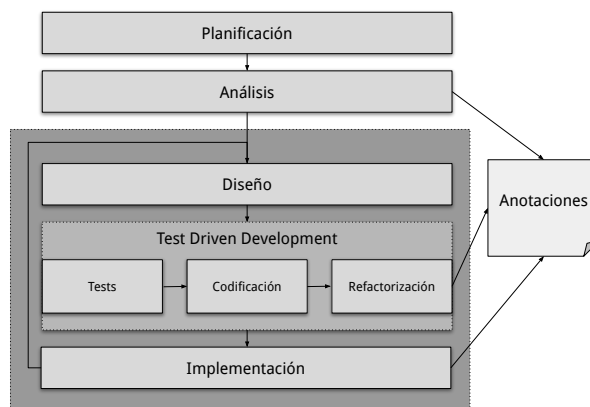 Planificación
Análisis
Diseño
Anotaciones
Test Driven Development
Tests
Codificación
Refactorización
Implementación